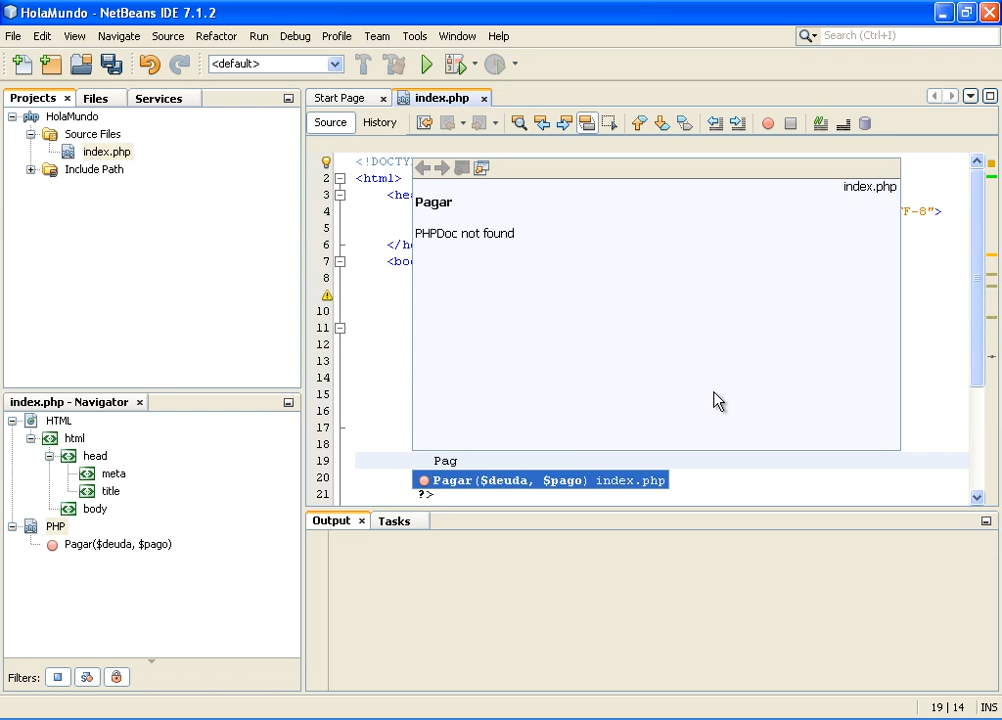 HolaMundo - NetBeans IDE 7.1.2
File Edit View Navigate Source Refactor Run Debug Profile Team Tools Window Help
Search (Ctrl+I)
<default>
Projects Files Services
HolaMundo
Source Files
index.php
Include Path
index.php - Navigator
HTML
html
head
meta
title
body
PHP
Pagar($deuda, $pago)
Filters:
Start Page index.php
Source History
<!DOCTY
2 <html>
3 <hea
4 F-8">
5
6 </h
7 <bo
8
10
11
12
13
14
15
16
17
18
19 Pag
20
21 ?>
index.php
Pagar
PHPDoc not found
Pagar($deuda, $pago) index.php
Output Tasks
19 | 14 INS